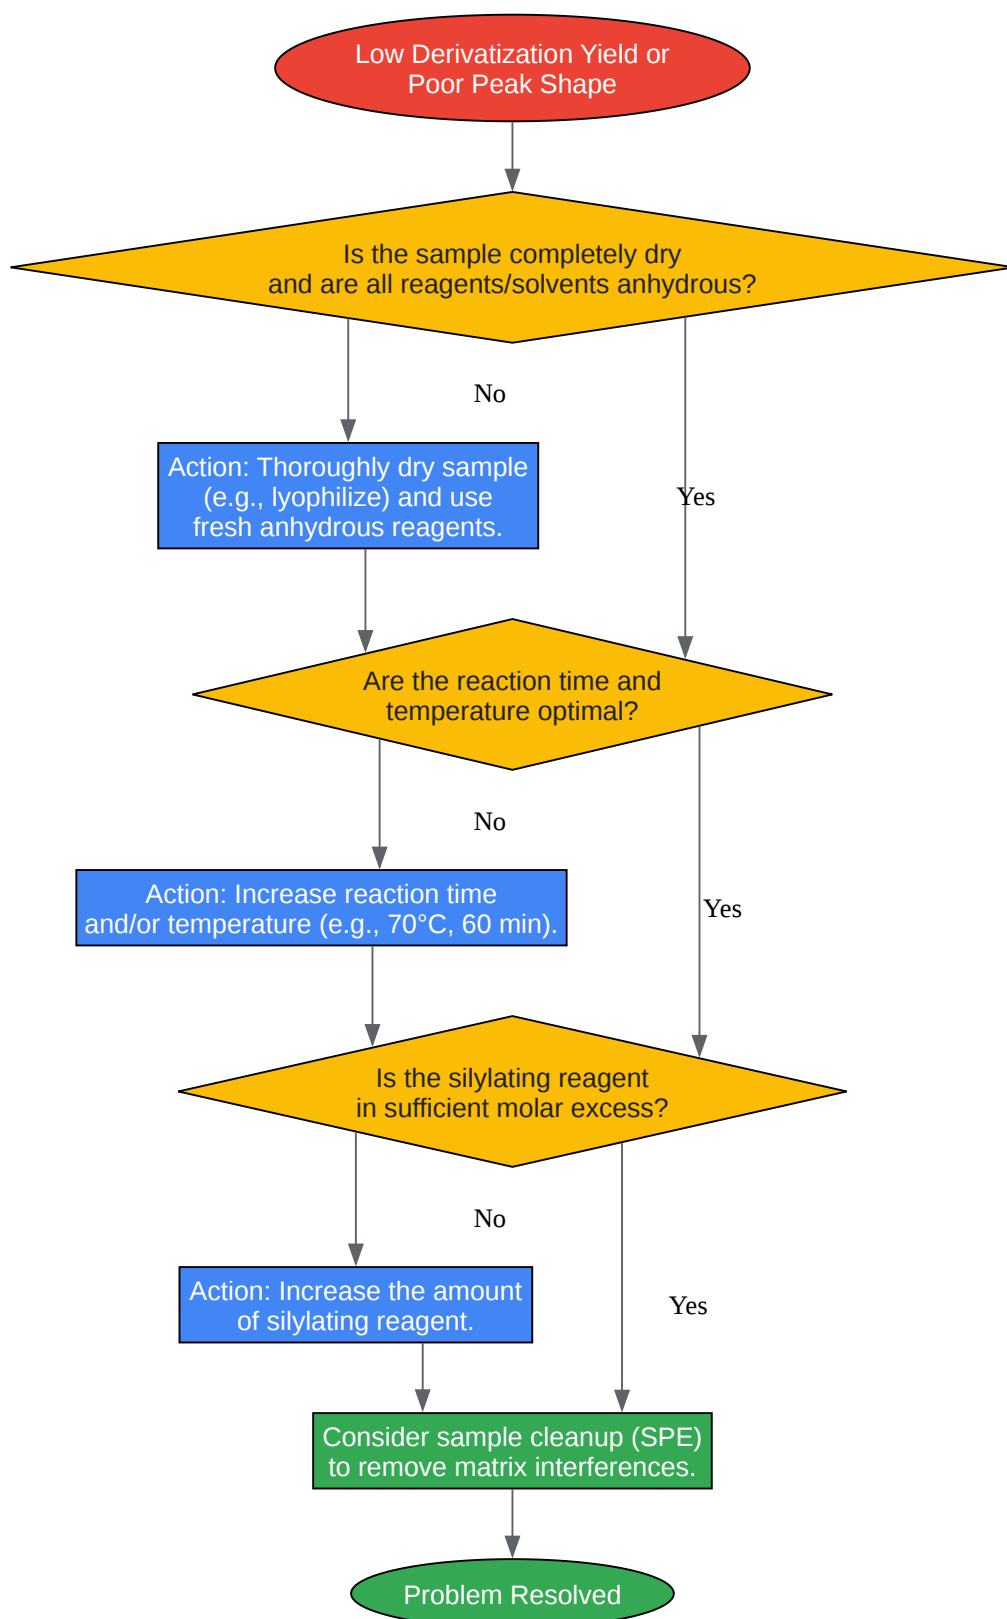 Low Derivatization Yield or
Poor Peak Shape
Is the sample completely dry
and are all reagents/solvents anhydrous?
No
Action: Thoroughly dry sample
(e.g., lyophilize) and use
fresh anhydrous reagents.
Yes
Are the reaction time and
temperature optimal?
No
Action: Increase reaction time
and/or temperature (e.g., 70°C, 60 min).
Yes
Is the silylating reagent
in sufficient molar excess?
No
Action: Increase the amount
of silylating reagent.
Yes
Consider sample cleanup (SPE)
to remove matrix interferences.
Problem Resolved